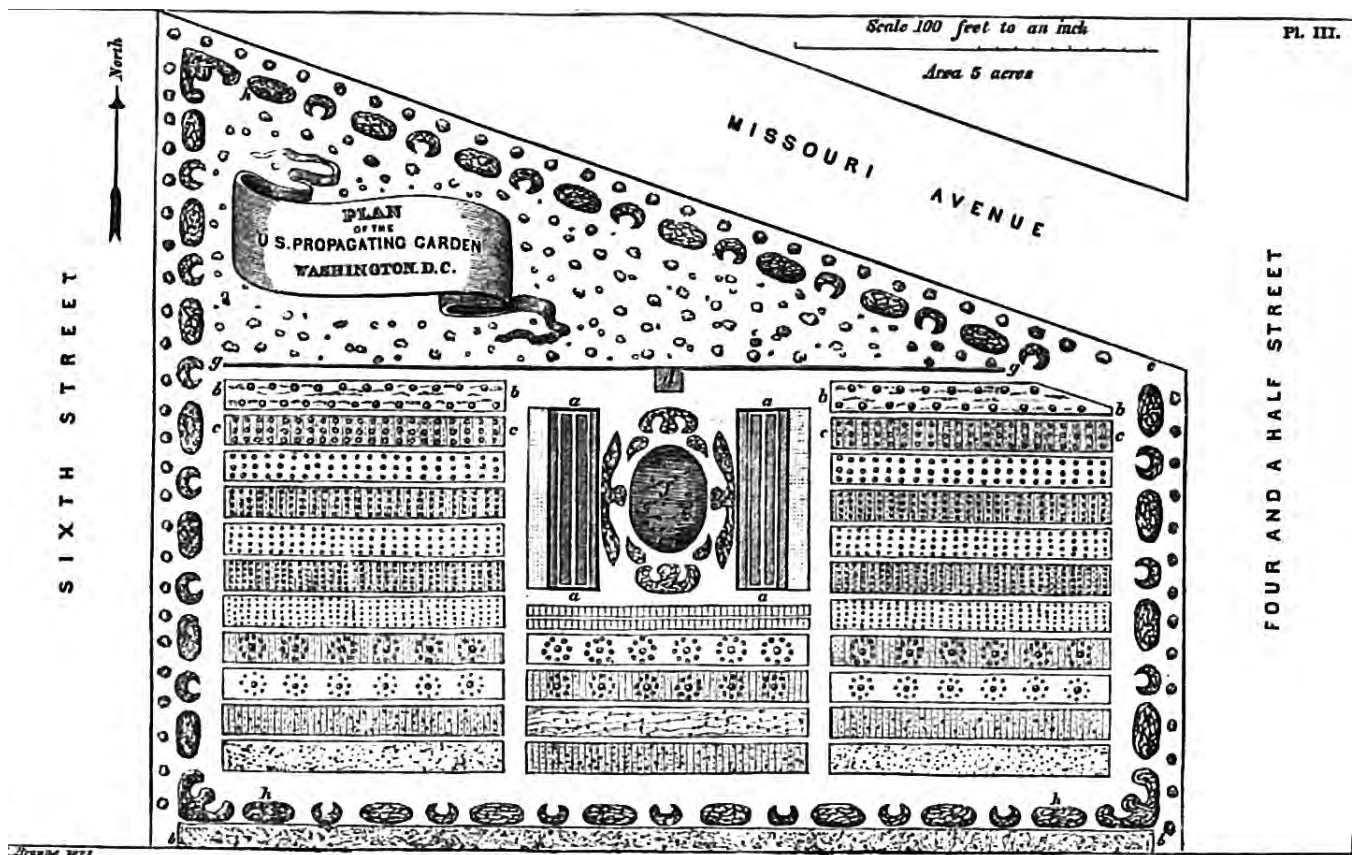 Scale 100 feet to an inch
Pl. III.
Area 5 acres
North
MISSOURI AVENUE
PLAN
OF THE
U S. PROPAGATING GARDEN
WASHINGTON. D. C.
SIXTH STREET
FOUR AND A HALF STREET
h
g
g
e
d
b
b
b
b
a
a
c
c
c
c
a
a
h
h
b
b